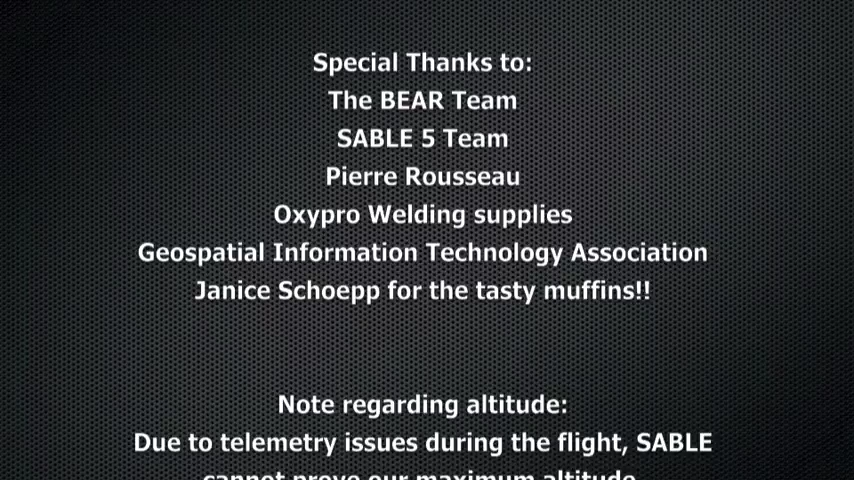 Special Thanks to:
The BEAR Team
SABLE 5 Team
Pierre Rousseau
Oxypro Welding supplies
Geospatial Information Technology Association
Janice Schoepp for the tasty muffins!!
Note regarding altitude:
Due to telemetry issues during the flight, SABLE
cannot prove our maximum altitude